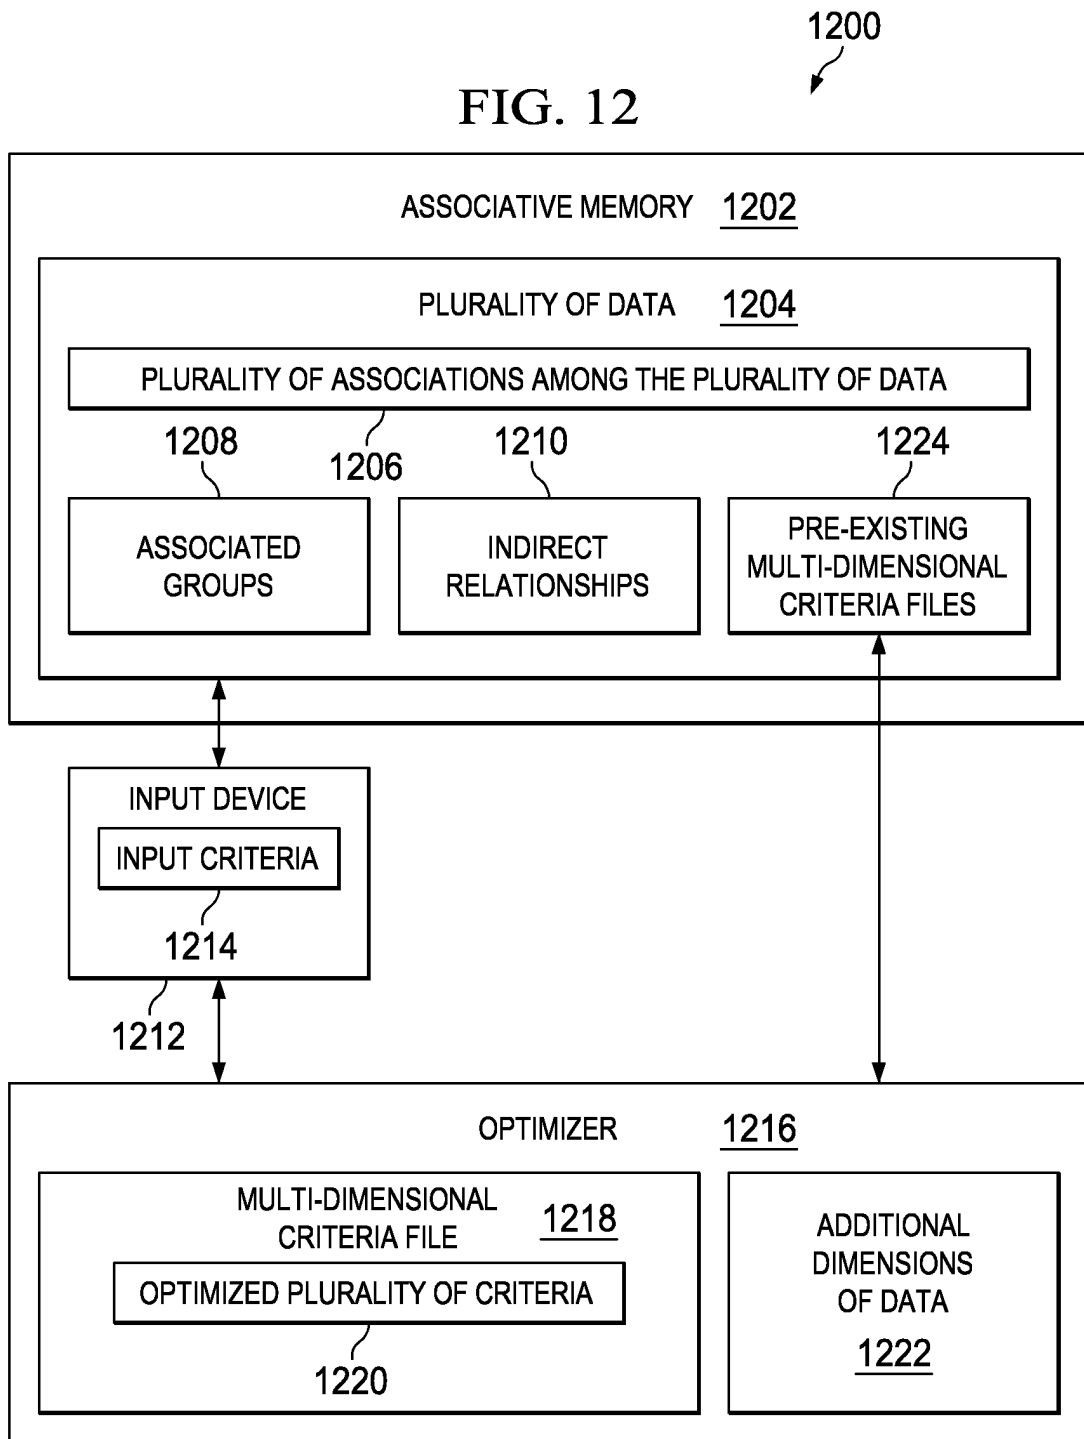 1200
FIG. 12
ASSOCIATIVE MEMORY 1202
PLURALITY OF DATA 1204
PLURALITY OF ASSOCIATIONS AMONG THE PLURALITY OF DATA
1206
1208
1210
1224
ASSOCIATED
GROUPS
INDIRECT
RELATIONSHIPS
PRE-EXISTING
MULTI-DIMENSIONAL
CRITERIA FILES
INPUT DEVICE
INPUT CRITERIA
1214
1212
OPTIMIZER 1216
MULTI-DIMENSIONAL
CRITERIA FILE
1218
OPTIMIZED PLURALITY OF CRITERIA
1220
ADDITIONAL
DIMENSIONS
OF DATA
1222